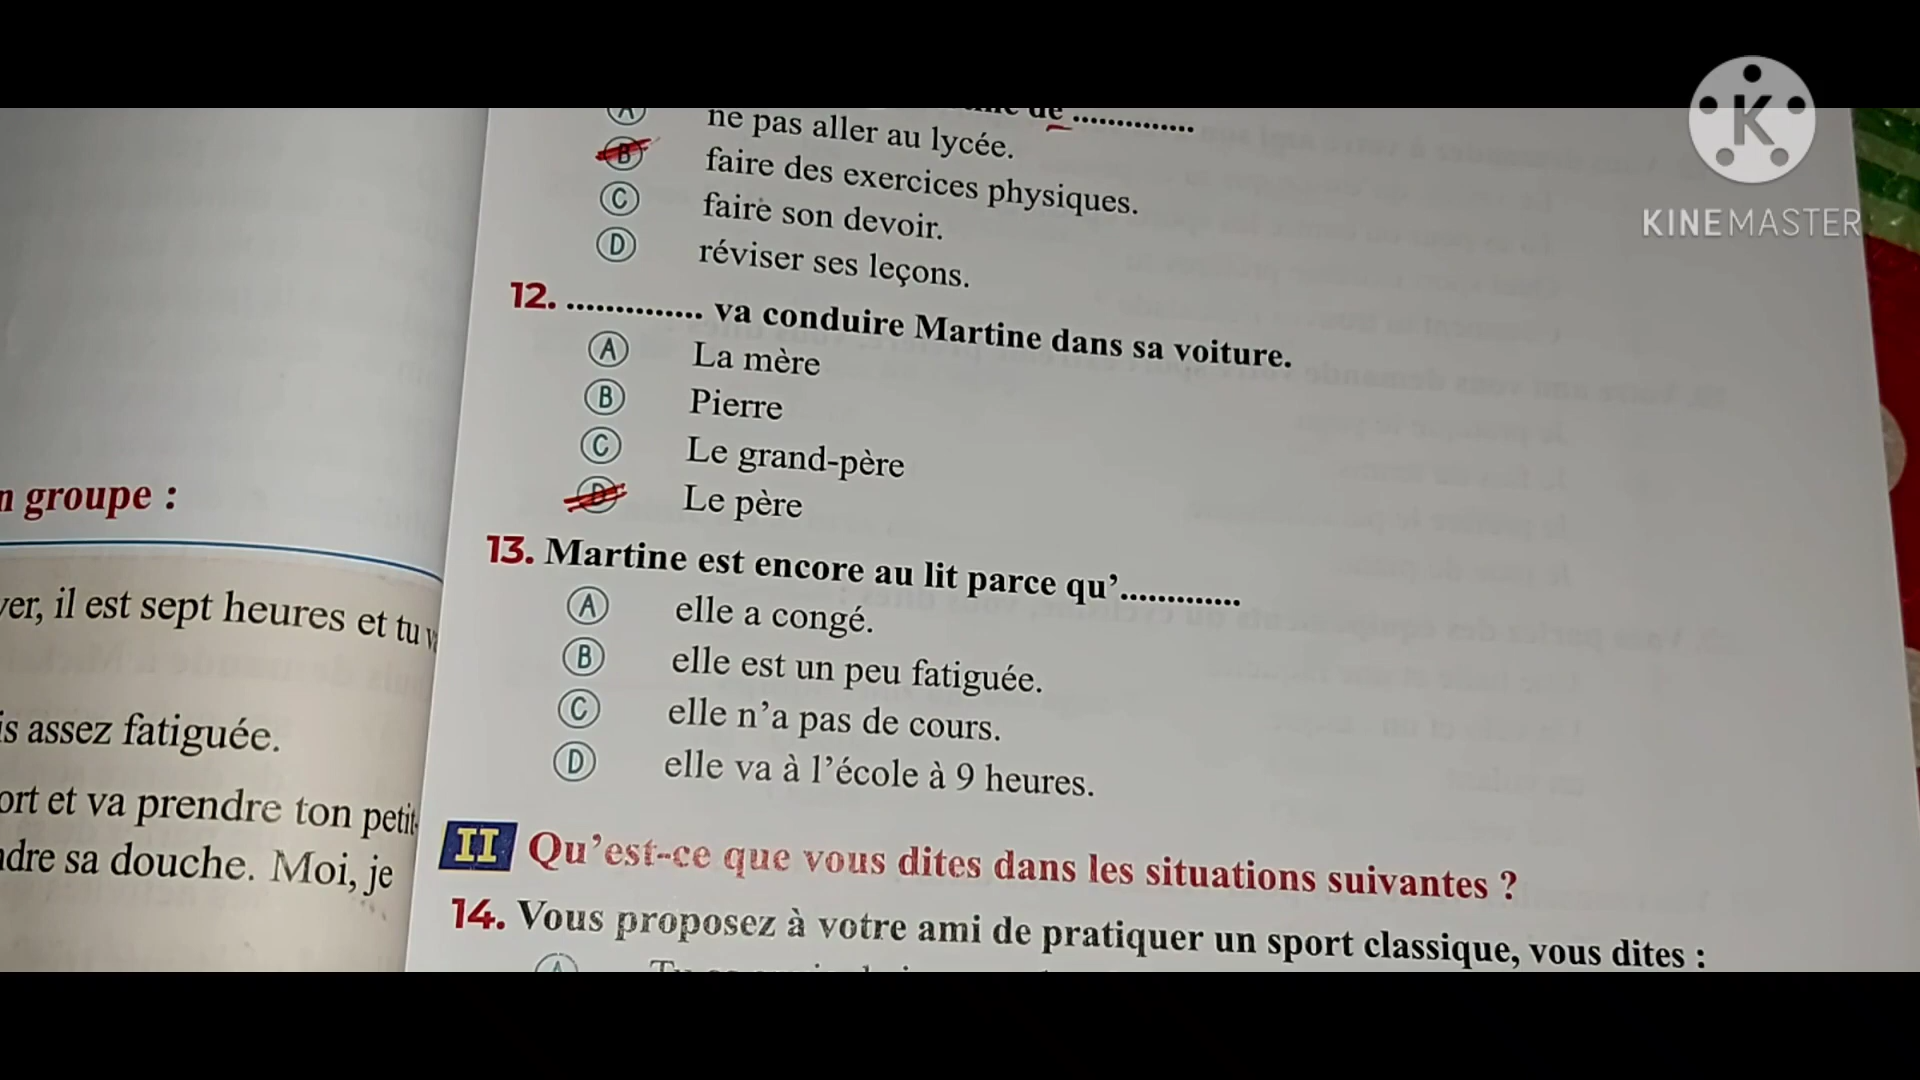 n groupe :
il est sept heures et tu
assez fatiguée.
et va prendre ton petit-
sa douche. Moi, je
de ..............
A ne pas aller au lycée.
B faire des exercices physiques.
C faire son devoir.
D réviser ses leçons.
12. .............. va conduire Martine dans sa voiture.
A La mère
B Pierre
C Le grand-père
D Le père
13. Martine est encore au lit parce qu'.............
A elle a congé.
B elle est un peu fatiguée.
C elle n'a pas de cours.
D elle va à l'école à 9 heures.
II Qu'est-ce que vous dites dans les situations suivantes ?
14. Vous proposez à votre ami de pratiquer un sport classique, vous dites :
A
K
KINEMASTER